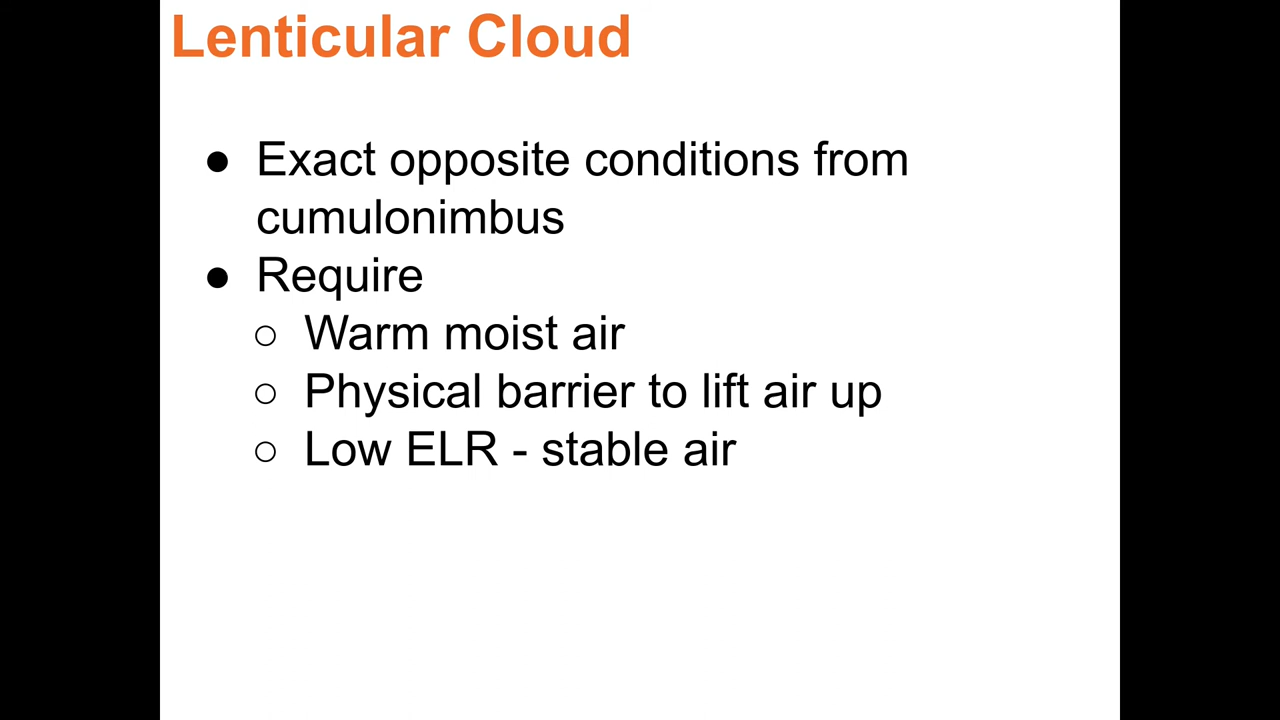 Lenticular Cloud
● Exact opposite conditions from
cumulonimbus
● Require
○ Warm moist air
○ Physical barrier to lift air up
○ Low ELR - stable air